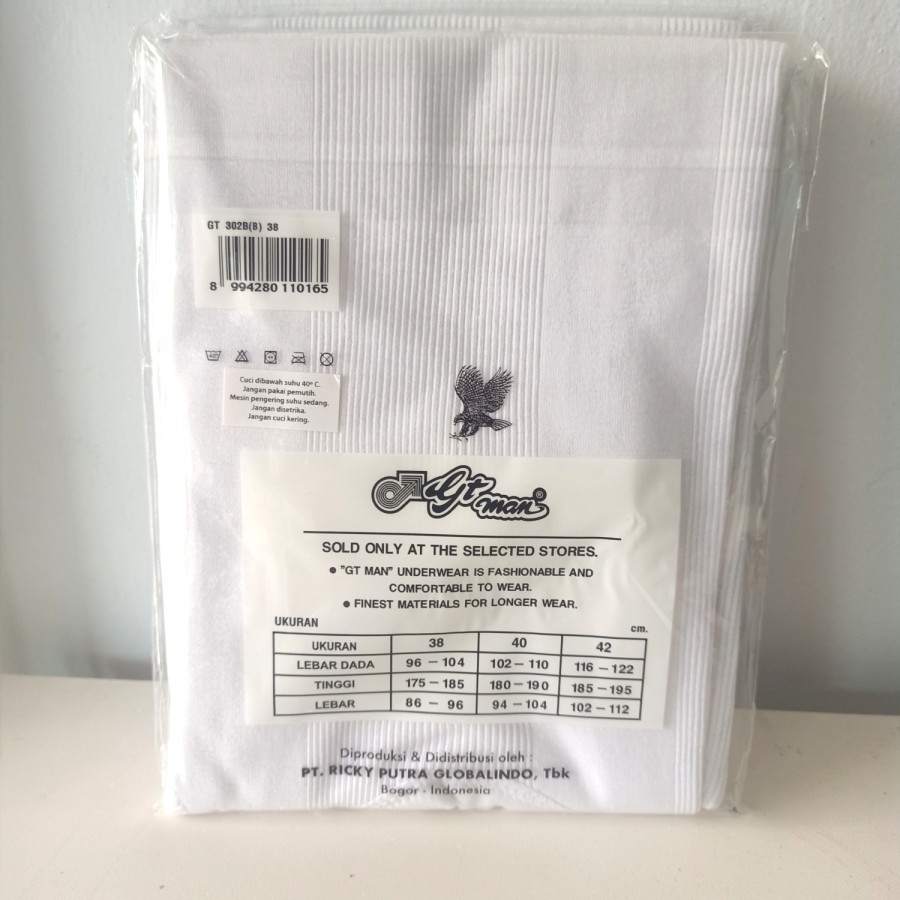 GT 302B(B) 38
8 994280 110165
40°
Cuci dibawah suhu 40° C.
Jangan pakai pemutih.
Mesin pengering suhu sedang.
Jangan disetrika.
Jangan cuci kering.
Gt man®
SOLD ONLY AT THE SELECTED STORES.
● "GT MAN" UNDERWEAR IS FASHIONABLE AND
COMFORTABLE TO WEAR.
● FINEST MATERIALS FOR LONGER WEAR.
UKURAN cm.
UKURAN 38 40 42
LEBAR DADA 96 – 104 102 – 110 116 – 122
TINGGI 175 – 185 180 – 190 185 – 195
LEBAR 86 – 96 94 – 104 102 – 112
Diproduksi & Didistribusi oleh :
PT. RICKY PUTRA GLOBALINDO, Tbk
Bogor - Indonesia